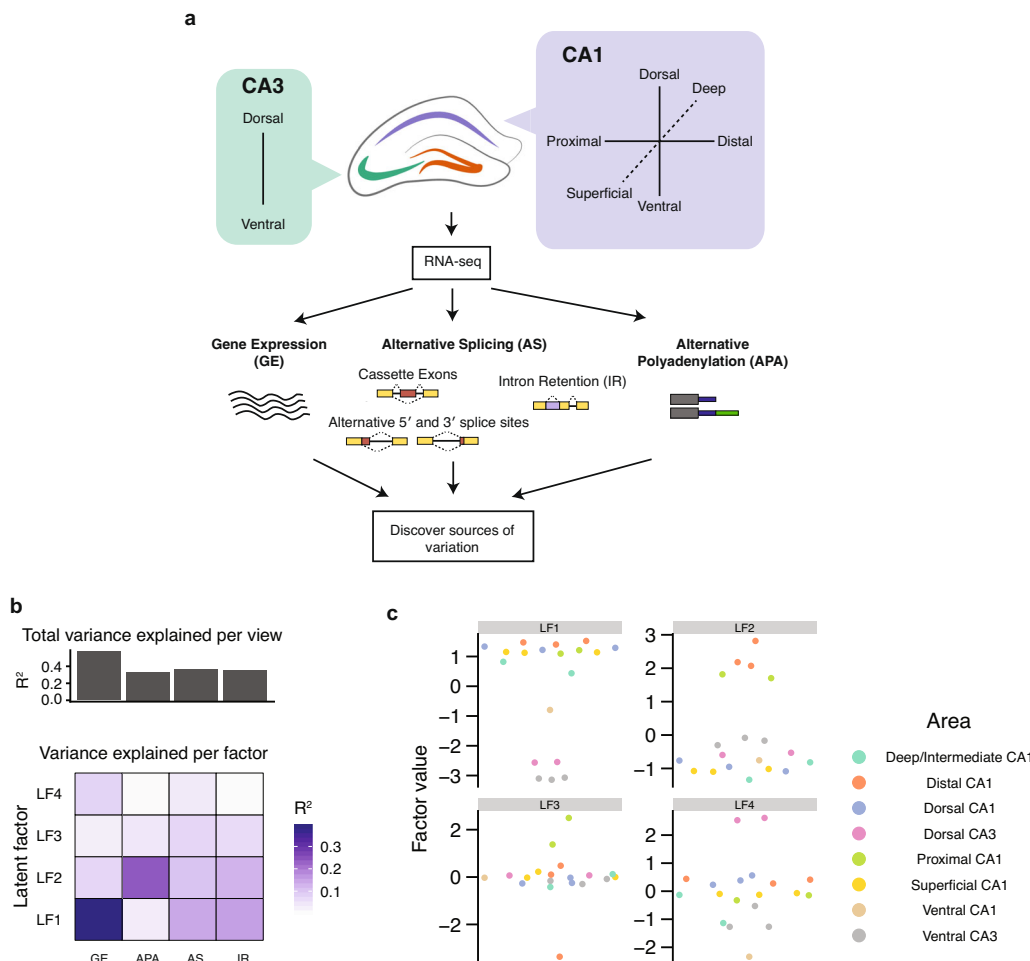 a
CA3
Dorsal
Ventral
CA1
Dorsal
Deep
Proximal
Distal
Superficial
Ventral
RNA-seq
Gene Expression
(GE)
Alternative Splicing (AS)
Cassette Exons
Intron Retention (IR)
Alternative 5′ and 3′ splice sites
Alternative
Polyadenylation (APA)
Discover sources of
variation
b
Total variance explained per view
R²
0.4
0.2
0.0
Variance explained per factor
Latent factor
LF4
LF3
LF2
LF1
GE APA AS IR
R²
0.3
0.2
0.1
c
Factor value
LF1
1
0
−1
−2
−3
LF2
3
2
1
0
−1
LF3
2
0
−2
LF4
2
1
0
−1
−2
Area
Deep/Intermediate CA1
Distal CA1
Dorsal CA1
Dorsal CA3
Proximal CA1
Superficial CA1
Ventral CA1
Ventral CA3